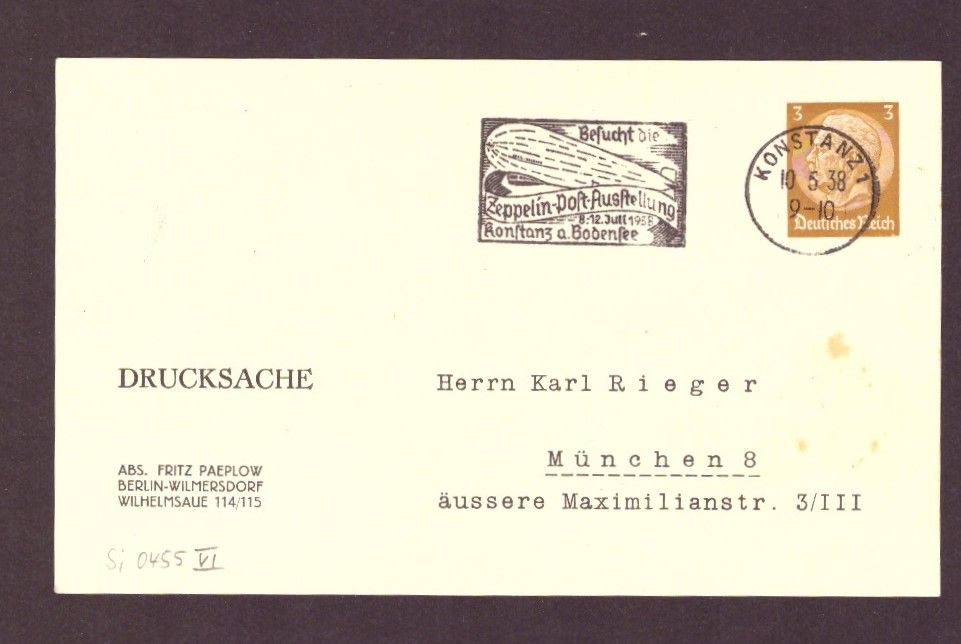 Besucht die
Zeppelin-Post-Ausstellung
8.-12. Juli 1938
Konstanz a. Bodensee
3 3
KONSTANZ 1
10 5 38
9-10
Deutsches Reich
DRUCKSACHE
Herrn Karl Rieger
München 8
äussere Maximilianstr. 3/III
ABS. FRITZ PAEPLOW
BERLIN-WILMERSDORF
WILHELMSAUE 114/115
Si 0455 VI